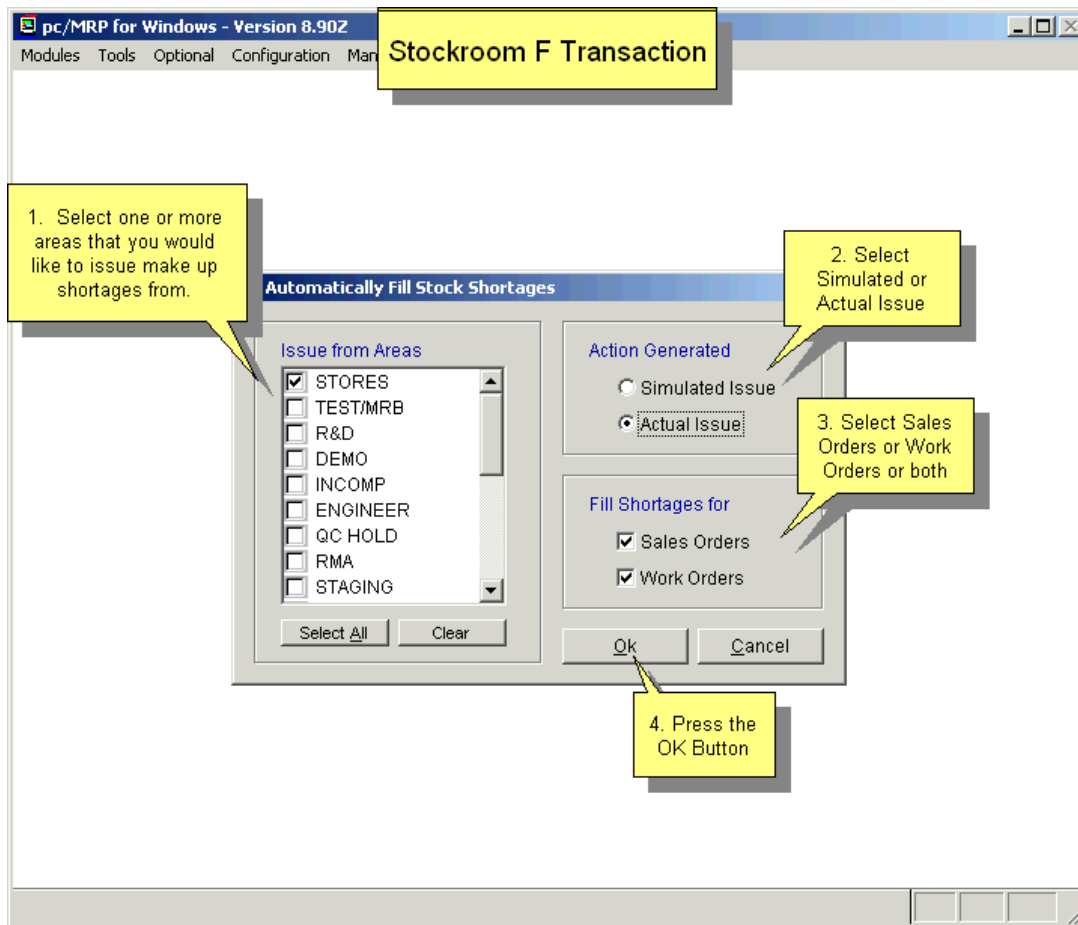 pc/MRP for Windows - Version 8.90Z
Modules Tools Optional Configuration Man
Stockroom F Transaction
1. Select one or more
areas that you would
like to issue make up
shortages from.
2. Select
Simulated or
Actual Issue
Automatically Fill Stock Shortages
Issue from Areas
STORES
TEST/MRB
R&D
DEMO
INCOMP
ENGINEER
QC HOLD
RMA
STAGING
Select All Clear
Action Generated
Simulated Issue
Actual Issue
3. Select Sales
Orders or Work
Orders or both
Fill Shortages for
Sales Orders
Work Orders
Ok Cancel
4. Press the
OK Button